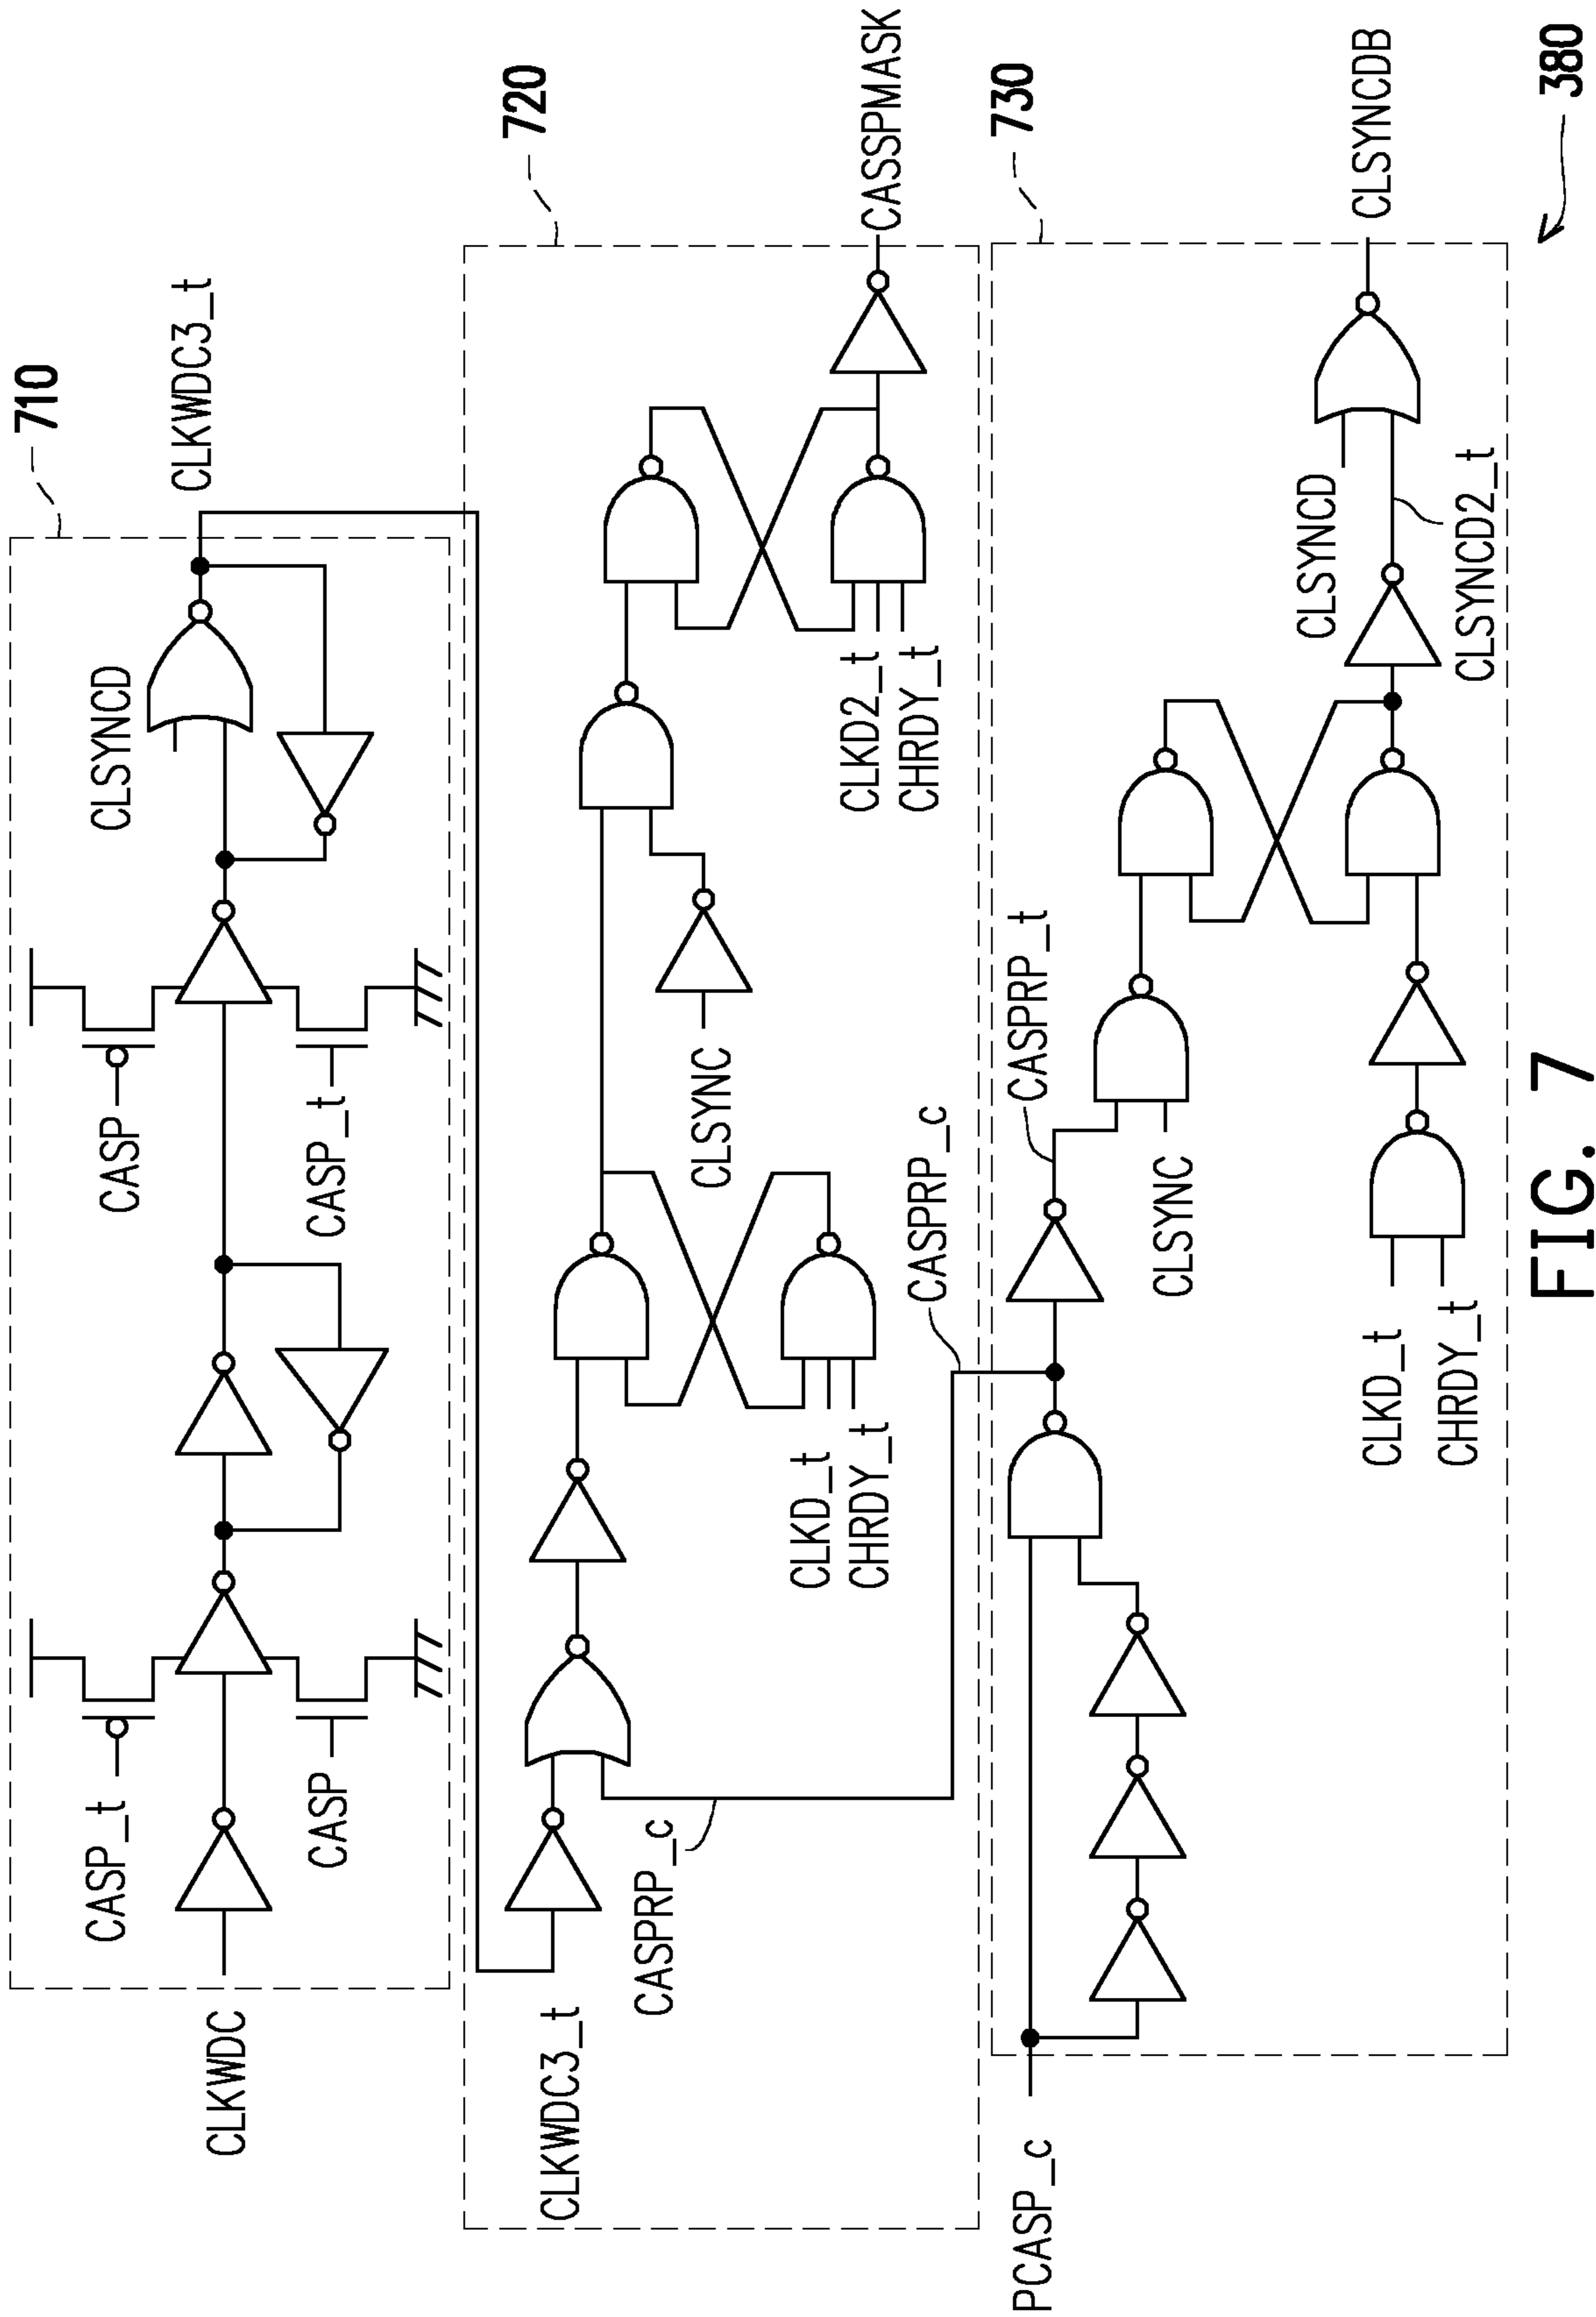 710
CLKWDC
CASP_t
CASP
CASP
CASP_t
CLSYNCD
CLKWDC3_t
720
CLKWDC3_t
CASPRP_c
CLKD_t
CHRDY_t
CLSYNC
CLKD2_t
CHRDY_t
CASSPMASK
CASPRP_c
730
PCASP_c
CASPRP_t
CLSYNC
CLKD_t
CHRDY_t
CLSYNCD
CLSYNCD2_t
CLSYNCDB
380
FIG. 7